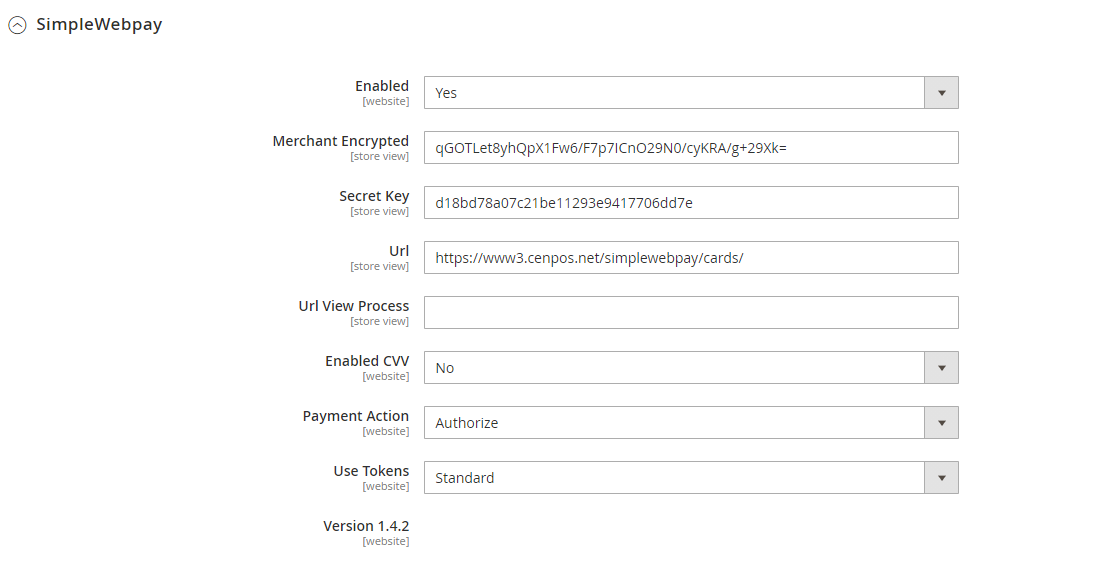 SimpleWebpay
Enabled
[website]
Yes
Merchant Encrypted
[store view]
qGOTLet8yhQpX1Fw6/F7p7ICnO29N0/cyKRA/g+29Xk=
Secret Key
[store view]
d18bd78a07c21be11293e9417706dd7e
Url
[store view]
https://www3.cenpos.net/simplewebpay/cards/
Url View Process
[store view]
Enabled CVV
[website]
No
Payment Action
[website]
Authorize
Use Tokens
[website]
Standard
Version 1.4.2
[website]